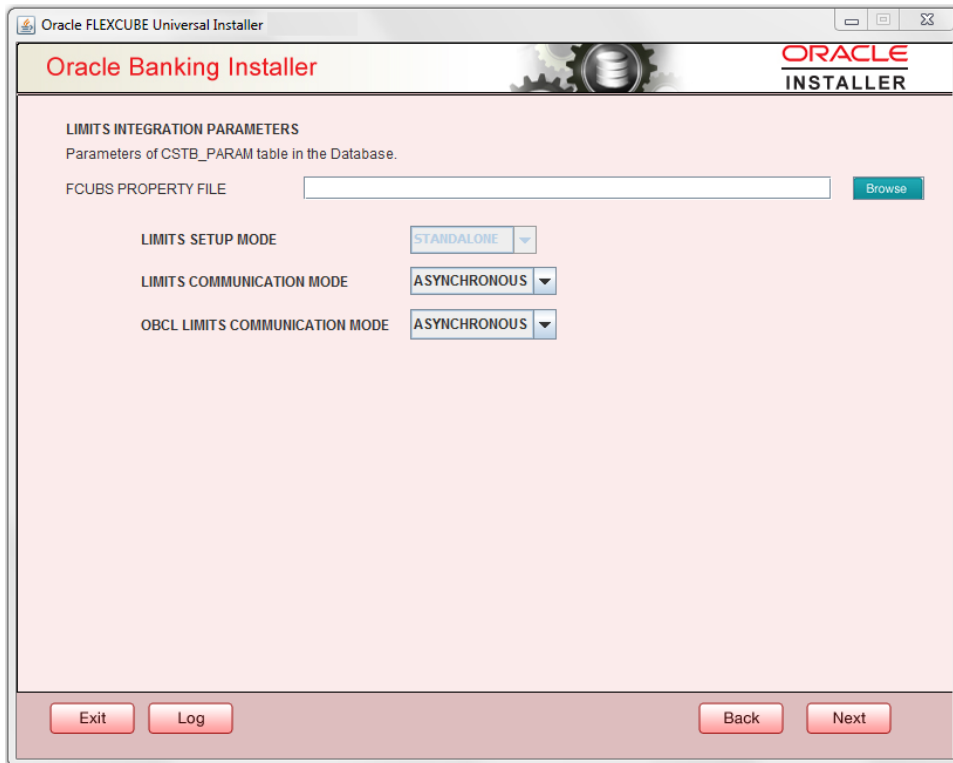 Oracle FLEXCUBE Universal Installer
Oracle Banking Installer
ORACLE
INSTALLER
LIMITS INTEGRATION PARAMETERS
Parameters of CSTB_PARAM table in the Database.
FCUBS PROPERTY FILE
Browse
LIMITS SETUP MODE STANDALONE
LIMITS COMMUNICATION MODE ASYNCHRONOUS
OBCL LIMITS COMMUNICATION MODE ASYNCHRONOUS
Exit Log Back Next